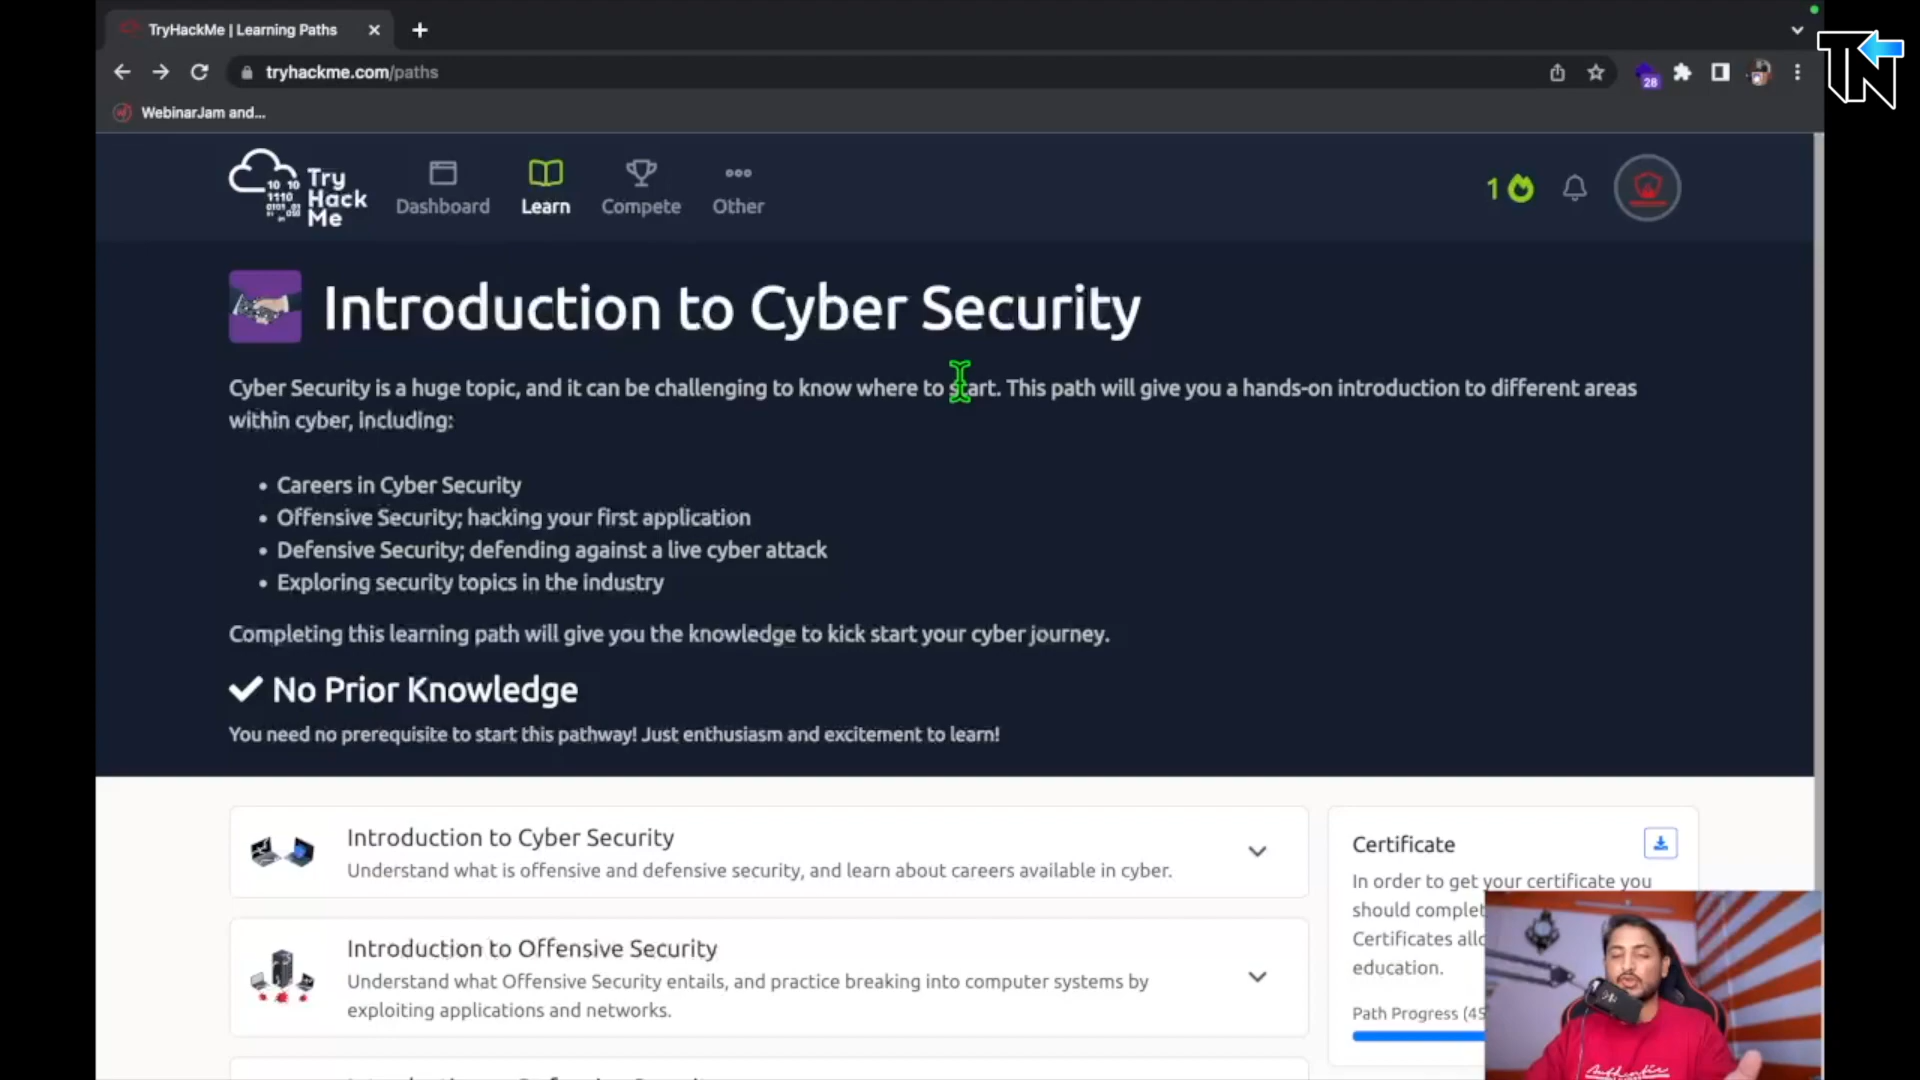 TryHackMe | Learning Paths
tryhackme.com/paths
28
WebinarJam and...
TN
10 10
1110
Try
Hack
Me
Dashboard
Learn
Compete
Other
1
Introduction to Cyber Security
Cyber Security is a huge topic, and it can be challenging to know where to start. This path will give you a hands-on introduction to different areas
within cyber, including:
• Careers in Cyber Security
• Offensive Security; hacking your first application
• Defensive Security; defending against a live cyber attack
• Exploring security topics in the industry
Completing this learning path will give you the knowledge to kick start your cyber journey.
No Prior Knowledge
You need no prerequisite to start this pathway! Just enthusiasm and excitement to learn!
Introduction to Cyber Security
Understand what is offensive and defensive security, and learn about careers available in cyber.
Introduction to Offensive Security
Understand what Offensive Security entails, and practice breaking into computer systems by
exploiting applications and networks.
Certificate
In order to get your certificate you
should complet
Certificates allo
education.
Path Progress (45
Authentic